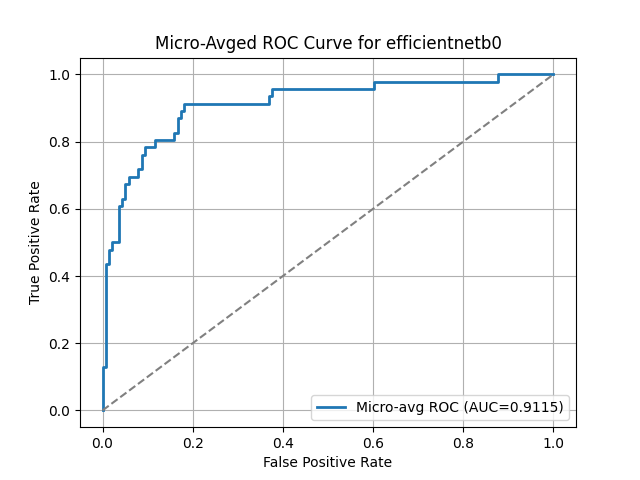 Micro-Avged ROC Curve for efficientnetb0
True Positive Rate
1.0
0.8
0.6
0.4
0.2
0.0
Micro-avg ROC (AUC=0.9115)
0.0 0.2 0.4 0.6 0.8 1.0
False Positive Rate